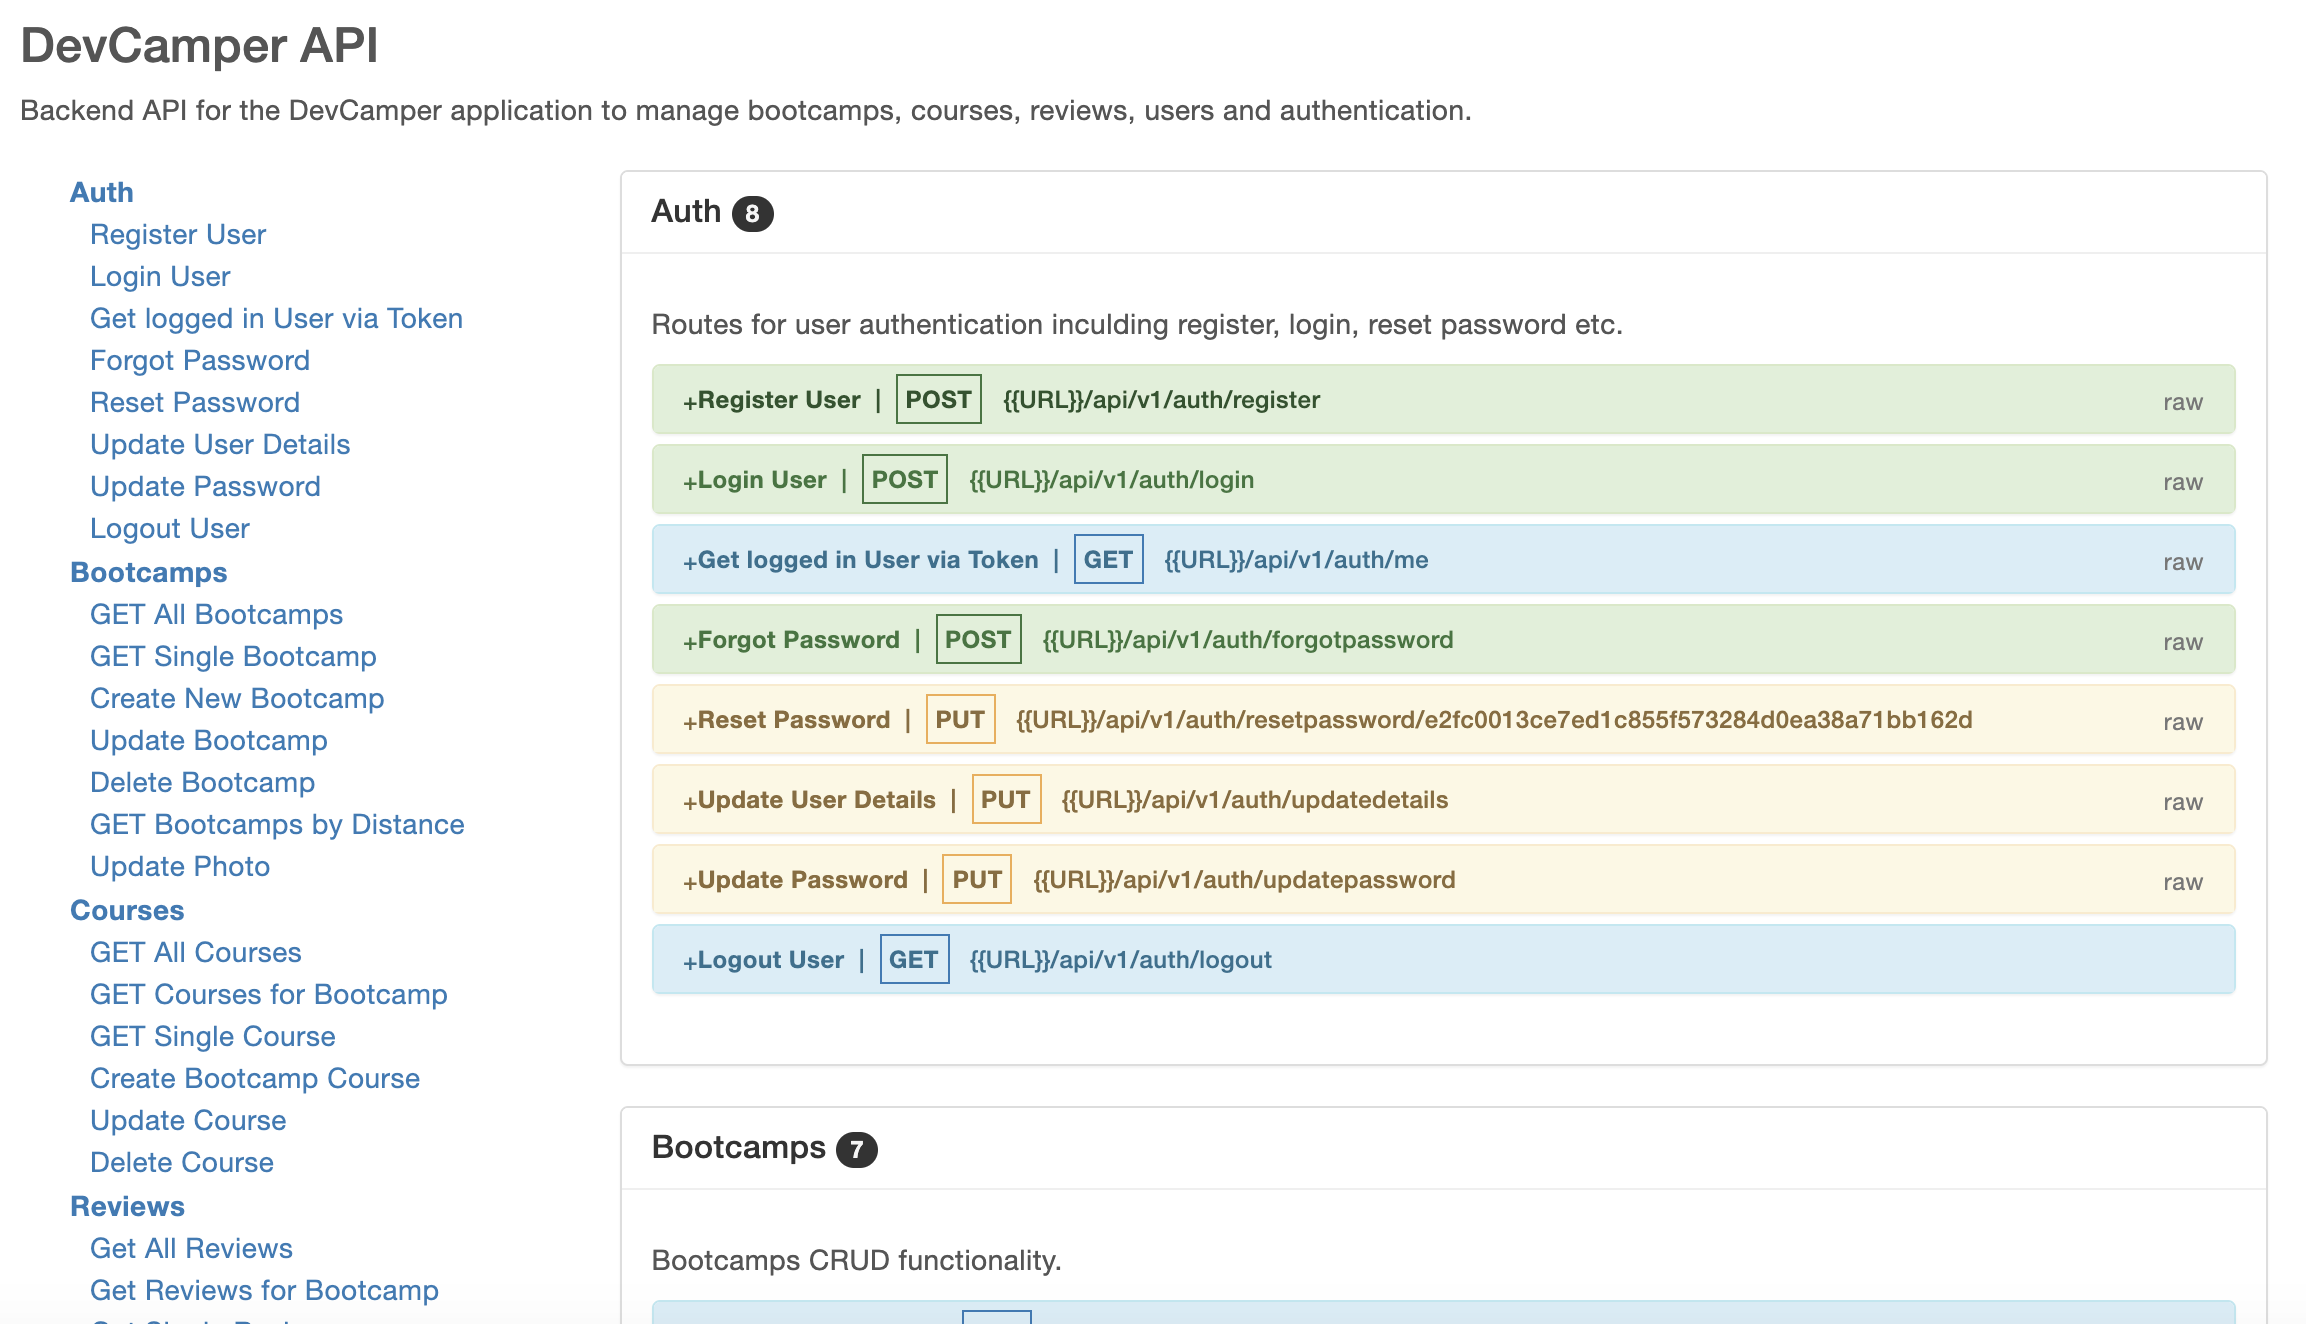 DevCamper API
Backend API for the DevCamper application to manage bootcamps, courses, reviews, users and authentication.
Auth
Register User
Login User
Get logged in User via Token
Forgot Password
Reset Password
Update User Details
Update Password
Logout User
Bootcamps
GET All Bootcamps
GET Single Bootcamp
Create New Bootcamp
Update Bootcamp
Delete Bootcamp
GET Bootcamps by Distance
Update Photo
Courses
GET All Courses
GET Courses for Bootcamp
GET Single Course
Create Bootcamp Course
Update Course
Delete Course
Reviews
Get All Reviews
Get Reviews for Bootcamp
Auth 8
Routes for user authentication inculding register, login, reset password etc.
+Register User | POST {{URL}}/api/v1/auth/register raw
+Login User | POST {{URL}}/api/v1/auth/login raw
+Get logged in User via Token | GET {{URL}}/api/v1/auth/me raw
+Forgot Password | POST {{URL}}/api/v1/auth/forgotpassword raw
+Reset Password | PUT {{URL}}/api/v1/auth/resetpassword/e2fc0013ce7ed1c855f573284d0ea38a71bb162d raw
+Update User Details | PUT {{URL}}/api/v1/auth/updatedetails raw
+Update Password | PUT {{URL}}/api/v1/auth/updatepassword raw
+Logout User | GET {{URL}}/api/v1/auth/logout
Bootcamps 7
Bootcamps CRUD functionality.